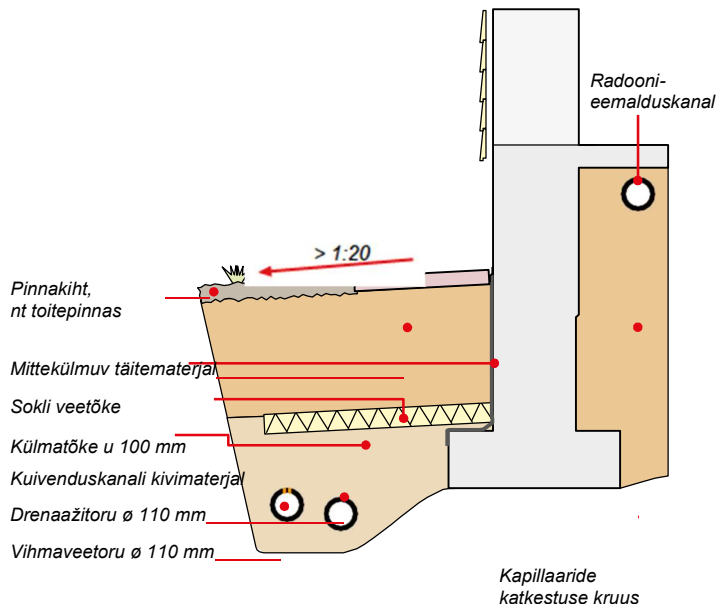 Radooni-
eemalduskanal
> 1:20
Pinnakiht,
nt toitepinnas
Mittekülmuv täitematerjal
Sokli veetõke
Külmatõke u 100 mm
Kuivenduskanali kivimaterjal
Drenaažitoru ø 110 mm
Vihmaveetoru ø 110 mm
Kapillaaride
katkestuse kruus